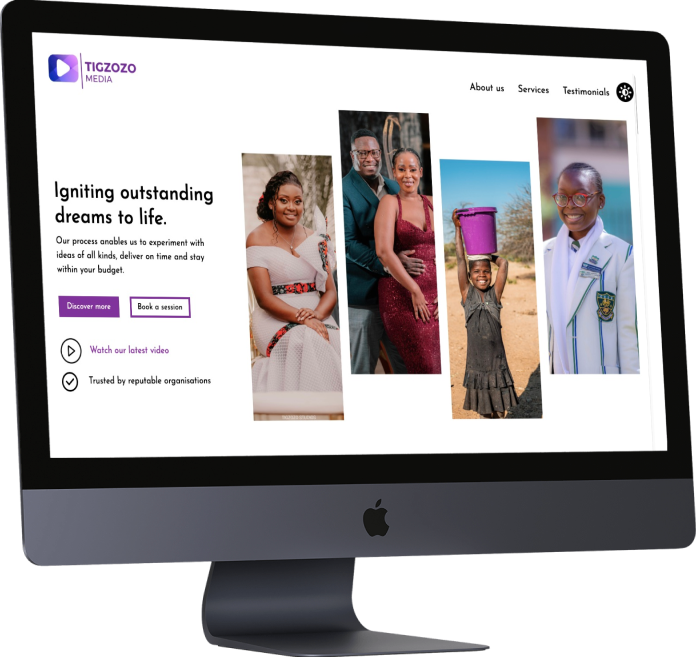 TIGZOZO
MEDIA
About us Services Testimonials
Igniting outstanding
dreams to life.
Our process anables us to experiment with
ideas of all kinds, deliver on time and stay
within your budget.
Discover more Book a session
Watch our latest video
Trusted by reputable organisations